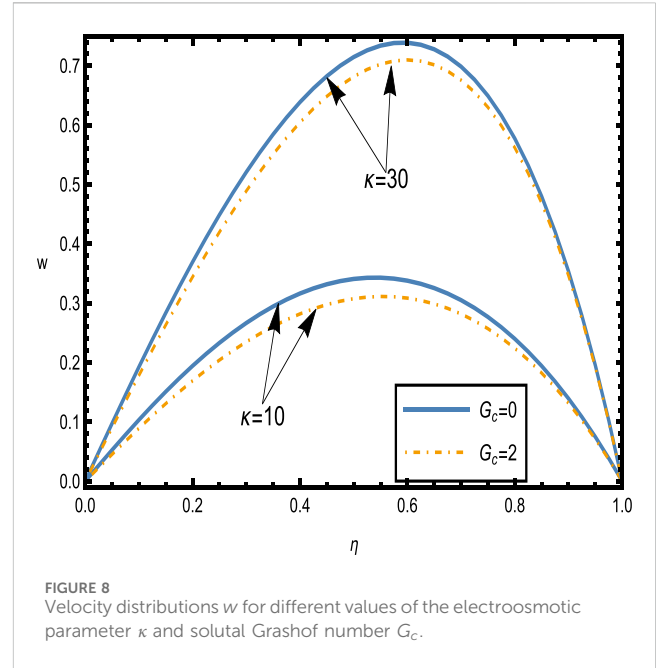 0.7
0.6
0.5
0.4
0.3
0.2
0.1
0.0
w
κ=30
κ=10
G_c=0
G_c=2
0.0 0.2 0.4 0.6 0.8 1.0
η
FIGURE 8
Velocity distributions w for different values of the electroosmotic
parameter κ and solutal Grashof number G_c.